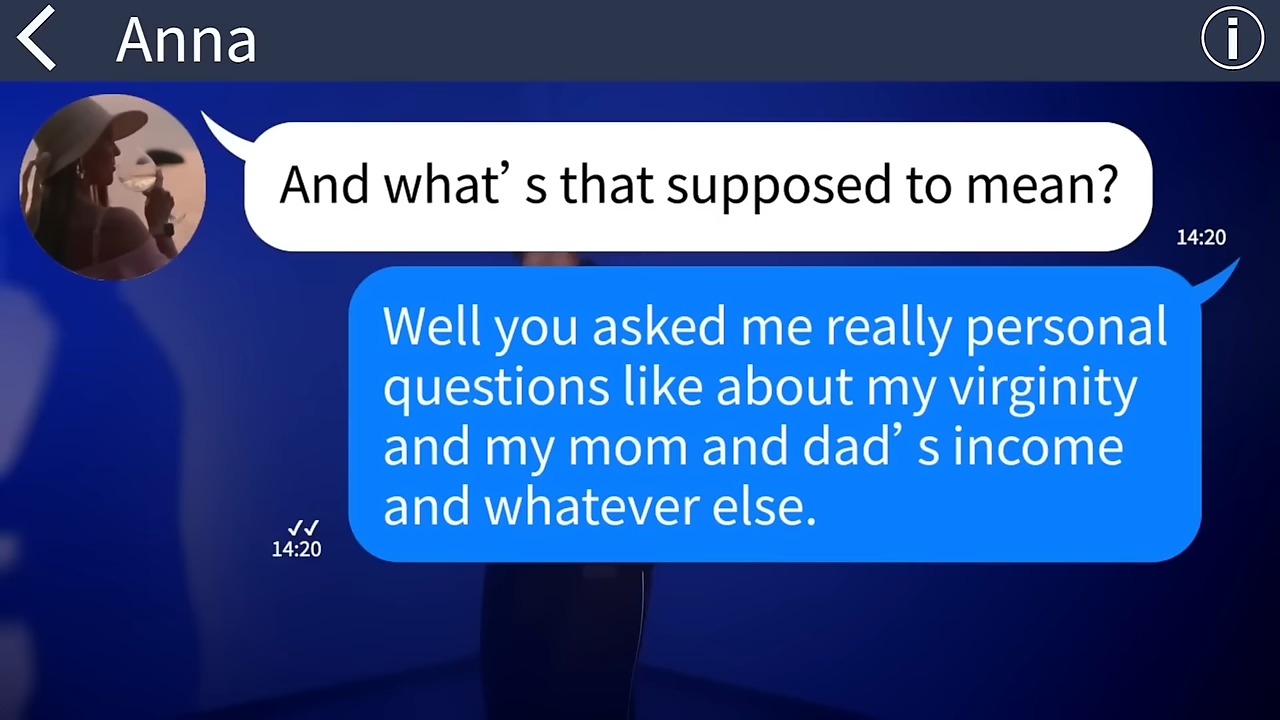 Anna
And what’s that supposed to mean?
14:20
Well you asked me really personal
questions like about my virginity
and my mom and dad’s income
and whatever else.
14:20